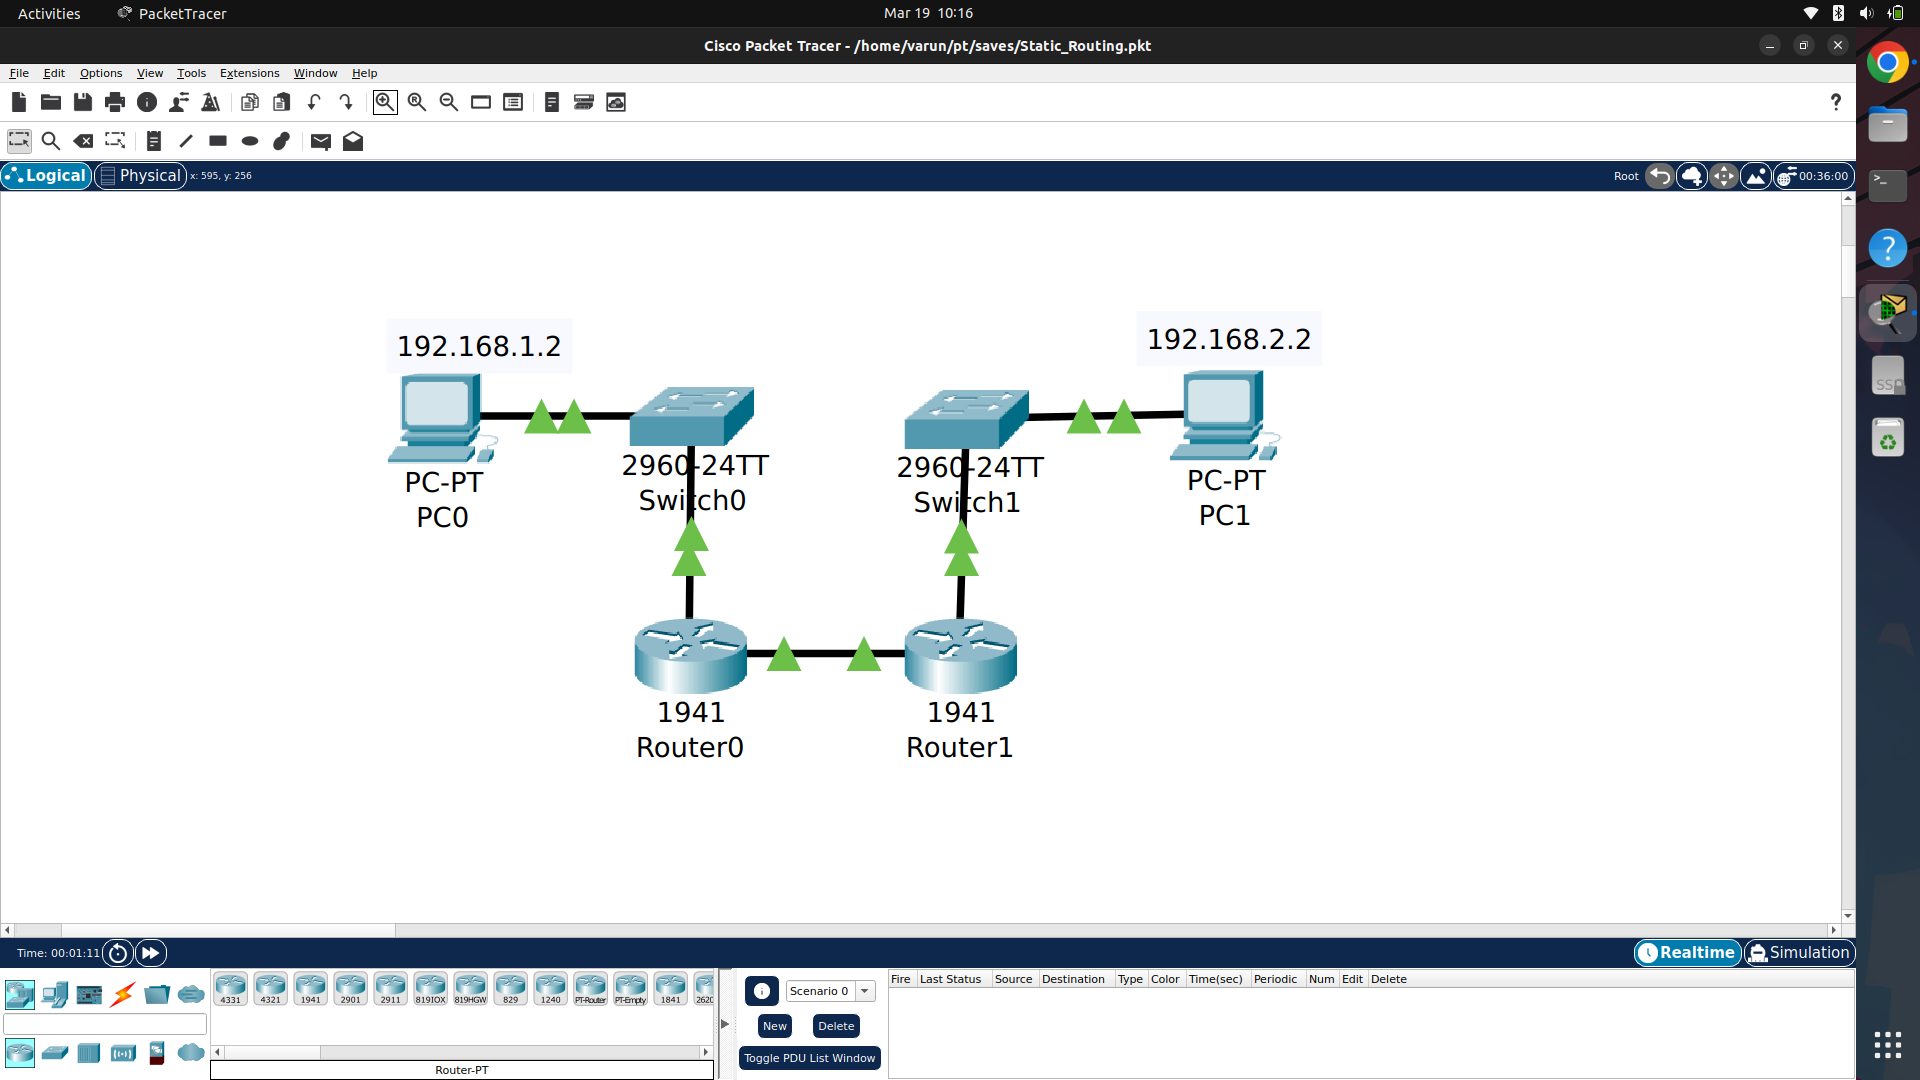 Activities
PacketTracer
Mar 19 10:16
Cisco Packet Tracer - /home/varun/pt/saves/Static_Routing.pkt
File Edit Options View Tools Extensions Window Help
?
Logical
Physical
x: 595, y: 256
Root
00:36:00
192.168.1.2
192.168.2.2
PC-PT
PC0
2960-24TT
Switch0
2960-24TT
Switch1
PC-PT
PC1
1941
Router0
1941
Router1
Time: 00:01:11
Realtime
Simulation
4331 4321 1941 2901 2911 819IOX 819HGW 829 1240 PT-Router PT-Empty 1841 2620
Router-PT
Scenario 0
New
Delete
Toggle PDU List Window
Fire Last Status Source Destination Type Color Time(sec) Periodic Num Edit Delete
SSD